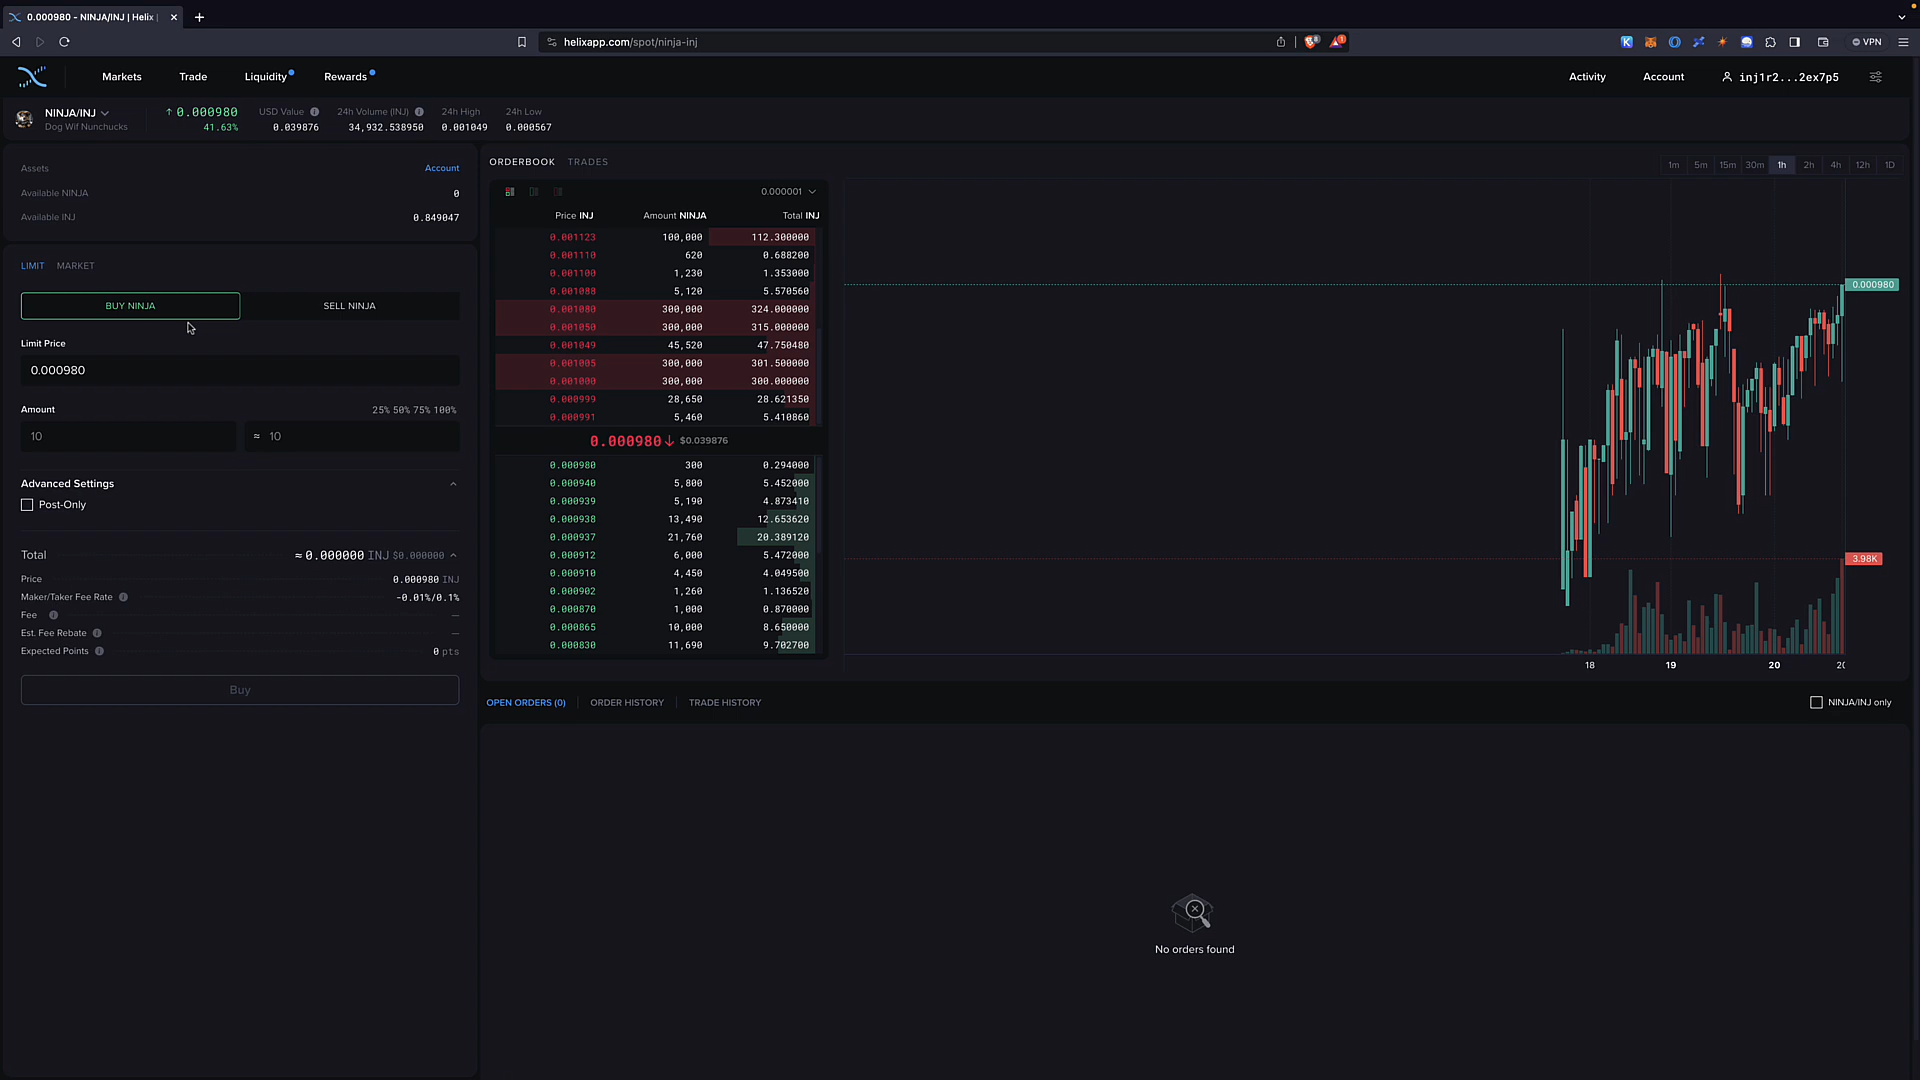 0.000980 - NINJA/INJ | Helix |
helixapp.com/spot/ninja-inj
VPN
Markets
Trade
Liquidity
Rewards
Activity
Account
inj1r2...2ex7p5
NINJA/INJ
Dog Wif Nunchucks
↑ 0.000980
41.63%
USD Value
0.039876
24h Volume (INJ)
34,932.538950
24h High
0.001049
24h Low
0.000567
Assets
Account
Available NINJA
0
Available INJ
0.849047
LIMIT
MARKET
BUY NINJA
SELL NINJA
Limit Price
0.000980
Amount
25% 50% 75% 100%
10
≈ 10
Advanced Settings
Post-Only
Total
≈ 0.000000 INJ $0.000000
Price
0.000980 INJ
Maker/Taker Fee Rate
-0.01%/0.1%
Fee
—
Est. Fee Rebate
—
Expected Points
0 pts
Buy
ORDERBOOK
TRADES
0.000001
Price INJ Amount NINJA Total INJ
0.001123 100,000 112.300000
0.001110 620 0.688200
0.001100 1,230 1.353000
0.001088 5,120 5.570560
0.001080 300,000 324.000000
0.001050 300,000 315.000000
0.001049 45,520 47.750480
0.001005 300,000 301.500000
0.001000 300,000 300.000000
0.000999 28,650 28.621350
0.000991 5,460 5.410860
0.000980↓ $0.039876
0.000980 300 0.294000
0.000940 5,800 5.452000
0.000939 5,190 4.873410
0.000938 13,490 12.653620
0.000937 21,760 20.389120
0.000912 6,000 5.472000
0.000910 4,450 4.049500
0.000902 1,260 1.136520
0.000870 1,000 0.870000
0.000865 10,000 8.650000
0.000830 11,690 9.702700
1m 5m 15m 30m 1h 2h 4h 12h 1D
0.000980
3.98K
18 19 20
OPEN ORDERS (0)
ORDER HISTORY
TRADE HISTORY
NINJA/INJ only
No orders found